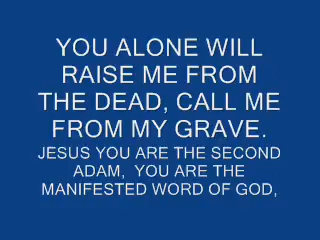 YOU ALONE WILL
RAISE ME FROM
THE DEAD, CALL ME
FROM MY GRAVE.
JESUS YOU ARE THE SECOND
ADAM,  YOU ARE THE
MANIFESTED WORD OF GOD,